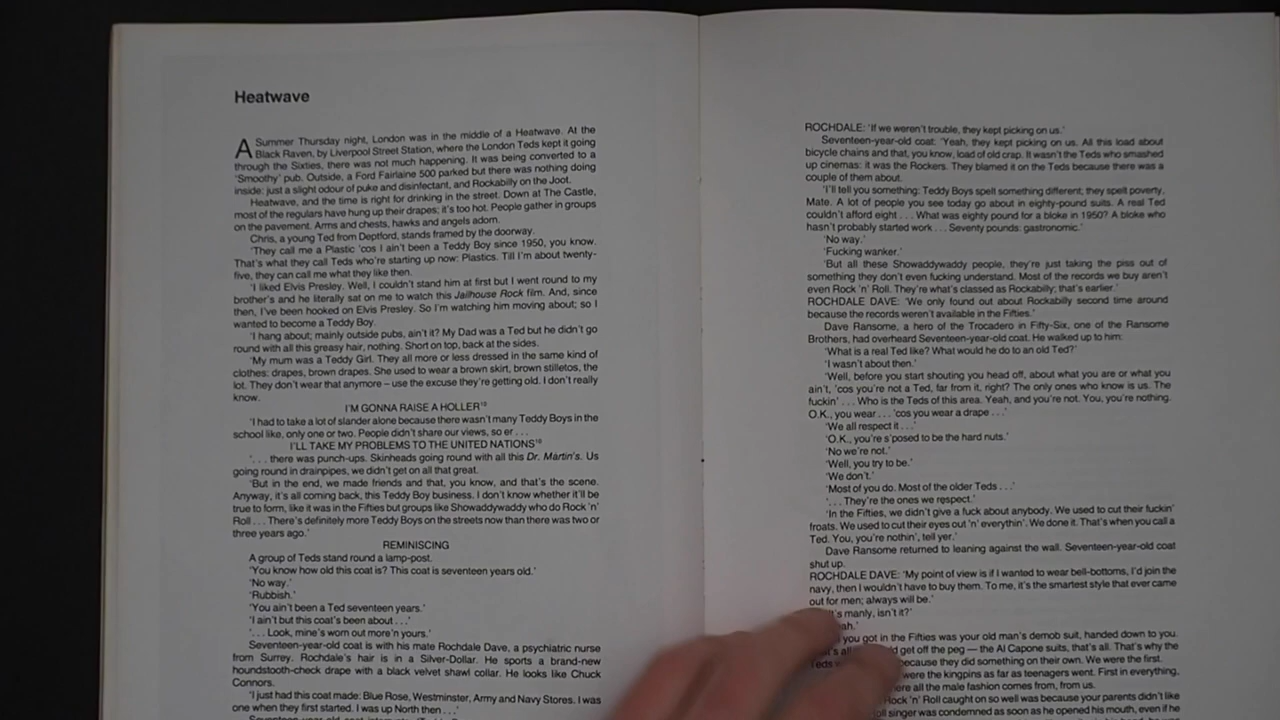 Heatwave
A Summer Thursday night, London was in the middle of a Heatwave. At the
Black Raven, by Liverpool Street Station, where the London Teds kept it going
through the Sixties, there was not much happening. It was being converted to a
'Smoothy' pub. Outside, a Ford Fairlaine 500 parked but there was nothing doing
inside: just a slight odour of puke and disinfectant, and Rockabilly on the Joot.
Heatwave, and the time is right for drinking in the street. Down at The Castle,
most of the regulars have hung up their drapes; it's too hot. People gather in groups
on the pavement. Arms and chests, hawks and angels adorn.
Chris, a young Ted from Deptford, stands framed by the doorway.
'They call me a Plastic 'cos I ain't been a Teddy Boy since 1950, you know.
That's what they call Teds who're starting up now: Plastics. Till I'm about twenty-
five, they can call me what they like then.
'I liked Elvis Presley. Well, I couldn't stand him at first but I went round to my
brother's and he literally sat on me to watch this Jailhouse Rock film. And, since
then, I've been hooked on Elvis Presley. So I'm watching him moving about; so I
wanted to become a Teddy Boy.
'I hang about; mainly outside pubs, ain't it? My Dad was a Ted but he didn't go
round with all this greasy hair, nothing. Short on top, back at the sides.
'My mum was a Teddy Girl. They all more or less dressed in the same kind of
clothes: drapes, brown drapes. She used to wear a brown skirt, brown stilletos, the
lot. They don't wear that anymore – use the excuse they're getting old. I don't really
know.
I'M GONNA RAISE A HOLLER
'I had to take a lot of slander alone because there wasn't many Teddy Boys in the
school like, only one or two. People didn't share our views, so er . . .
I'LL TAKE MY PROBLEMS TO THE UNITED NATIONS
'. . . there was punch-ups. Skinheads going round with all this Dr. Martin's. Us
going round in drainpipes, we didn't get on all that great.
'But in the end, we made friends and that, you know, and that's the scene.
Anyway, it's all coming back, this Teddy Boy business. I don't know whether it'll be
true to form, like it was in the Fifties but groups like Showaddywaddy who do Rock 'n'
Roll . . . There's definitely more Teddy Boys on the streets now than there was two or
three years ago.'
REMINISCING
A group of Teds stand round a lamp-post.
'You know how old this coat is? This coat is seventeen years old.'
'No way.'
'Rubbish.'
'You ain't been a Ted seventeen years.'
'I ain't but this coat's been about . . .'
'. . . Look, mine's worn out more'n yours.'
Seventeen-year-old coat is with his mate Rochdale Dave, a psychiatric nurse
from Surrey. Rochdale's hair is in a Silver-Dollar. He sports a brand-new
houndstooth-check drape with a black velvet shawl collar. He looks like Chuck
Connors.
'I just had this coat made: Blue Rose, Westminster, Army and Navy Stores. I was
one when they first started. I was up North then . . .'
Seventeen-year-old coat
ROCHDALE: 'If we weren't trouble, they kept picking on us.'
Seventeen-year-old coat: 'Yeah, they kept picking on us. All this load about
bicycle chains and that, you know, load of old crap. It wasn't the Teds who smashed
up cinemas: it was the Rockers. They blamed it on the Teds because there was a
couple of them about.
'I'll tell you something: Teddy Boys spelt something different; they spelt poverty,
Mate. A lot of people you see today go about in eighty-pound suits. A real Ted
couldn't afford eight . . . What was eighty pound for a bloke in 1950? A bloke who
hasn't probably started work . . . Seventy pounds: gastronomic.'
'No way.'
'Fucking wanker.'
'But all these Showaddywaddy people, they're just taking the piss out of
something they don't even fucking understand. Most of the records we buy aren't
even Rock 'n' Roll. They're what's classed as Rockabilly; that's earlier.'
ROCHDALE DAVE: 'We only found out about Rockabilly second time around
because the records weren't available in the Fifties.'
Dave Ransome, a hero of the Trocadero in Fifty-Six, one of the Ransome
Brothers, had overheard Seventeen-year-old coat. He walked up to him:
'What is a real Ted like? What would he do to an old Ted?'
'I wasn't about then.'
'Well, before you start shouting you head off, about what you are or what you
ain't, 'cos you're not a Ted, far from it, right? The only ones who know is us. The
fuckin' . . . Who is the Teds of this area. Yeah, and you're not. You, you're nothing.
O.K., you wear . . . 'cos you wear a drape . . .'
'We all respect it . . .'
'O.K., you're s'posed to be the hard nuts.'
'No we're not.'
'Well, you try to be.'
'We don't.'
'Most of you do. Most of the older Teds . . .'
'. . . They're the ones we respect.'
'In the Fifties, we didn't give a fuck about anybody. We used to cut their fuckin'
froats. We used to cut their eyes out 'n' everythin'. We done it. That's when you call a
Ted. You, you're nothin', tell yer.'
Dave Ransome returned to leaning against the wall. Seventeen-year-old coat
shut up.
ROCHDALE DAVE: 'My point of view is if I wanted to wear bell-bottoms, I'd join the
navy, then I wouldn't have to buy them. To me, it's the smartest style that ever came
out for men; always will be.'
manly, isn't it?'
you got in the Fifties was your old man's demob suit, handed down to you.
get off the peg — the Al Capone suits, that's all. That's why the
Teds because they did something on their own. We were the first.
were the kingpins as far as teenagers went. First in everything,
all the male fashion comes from, from us.
Rock 'n' Roll caught on so well was because your parents didn't like
singer was condemned as soon as he opened his mouth, even if he